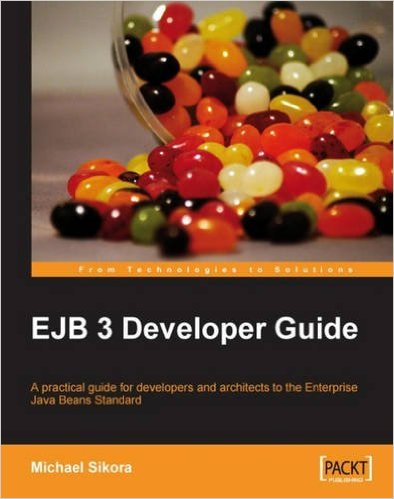 From Technologies to Solutions
EJB 3 Developer Guide
A practical guide for developers and architects to the Enterprise
Java Beans Standard
Michael Sikora
[PACKT]
PUBLISHING